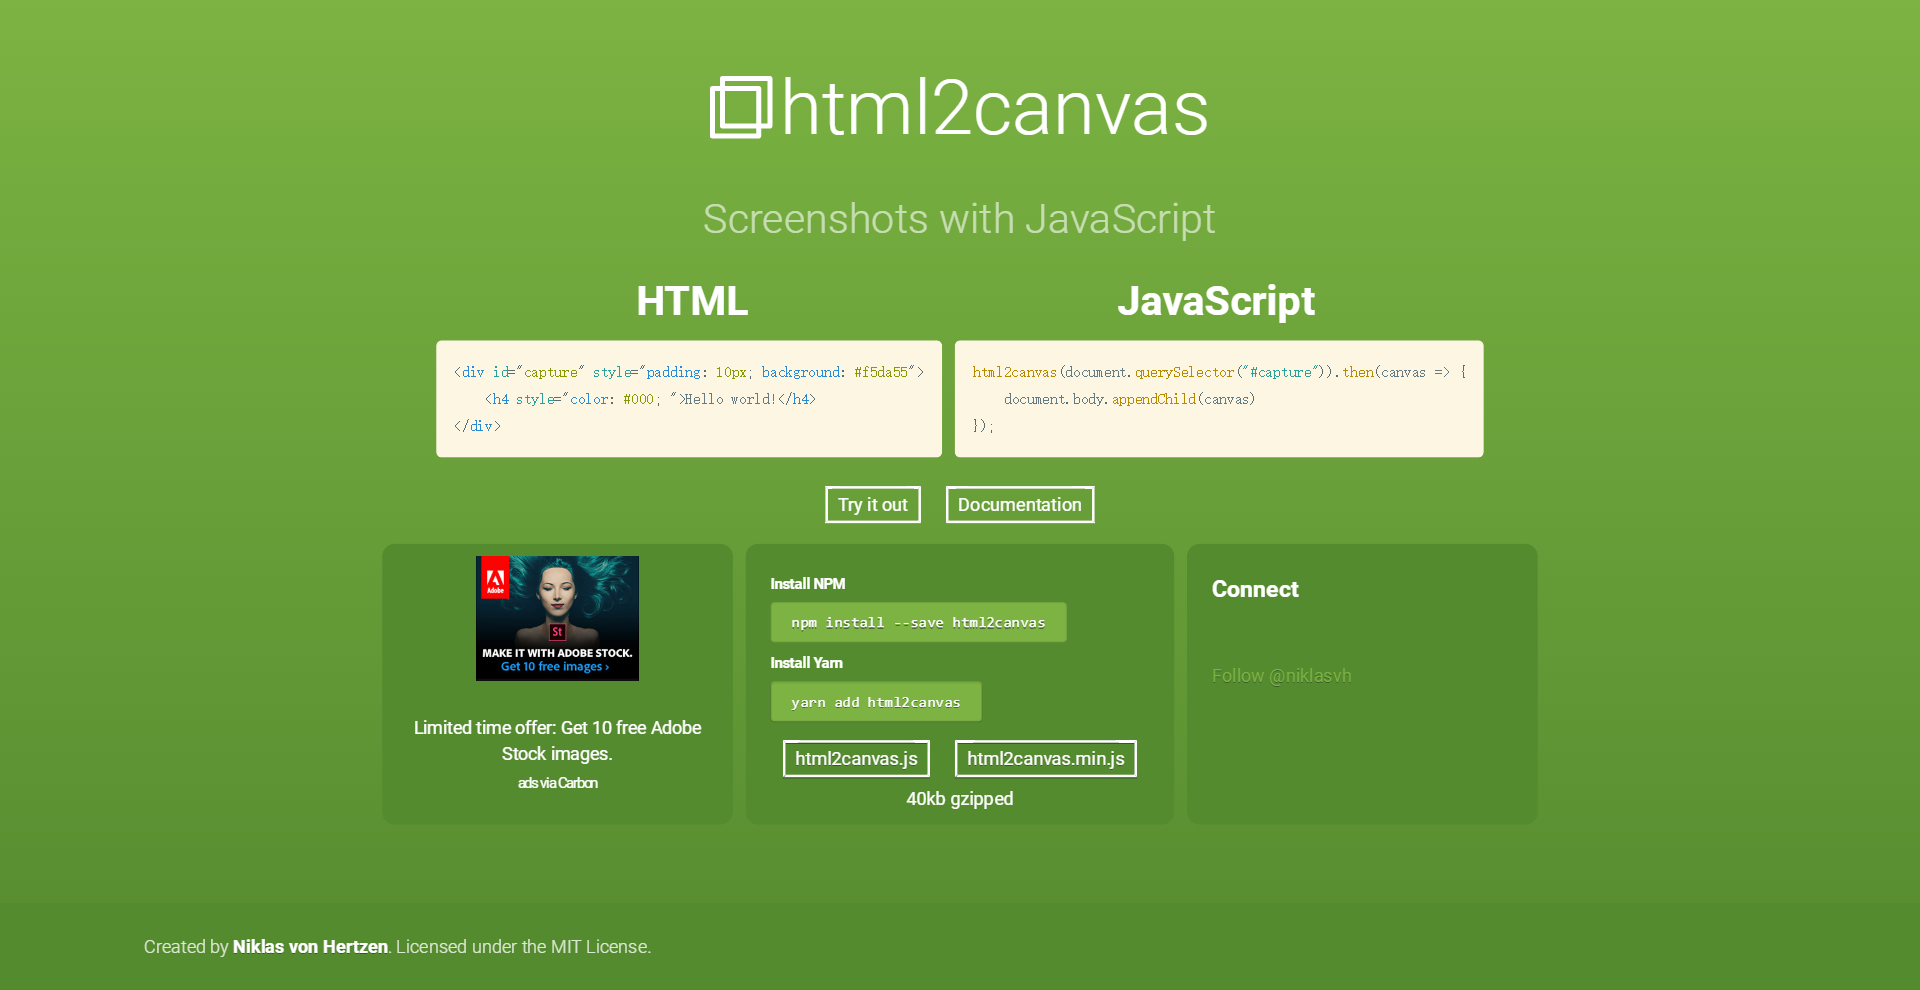 html2canvas
Screenshots with JavaScript
HTML
<div id="capture" style="padding: 10px; background: #f5da55">
    <h4 style="color: #000; ">Hello world!</h4>
</div>
JavaScript
html2canvas(document.querySelector("#capture")).then(canvas => {
    document.body.appendChild(canvas)
});
Try it out
Documentation
Adobe
St
MAKE IT WITH ADOBE STOCK.
Get 10 free images ›
Limited time offer: Get 10 free Adobe
Stock images.
ads via Carbon
Install NPM
npm install --save html2canvas
Install Yarn
yarn add html2canvas
html2canvas.js
html2canvas.min.js
40kb gzipped
Connect
Follow @niklasvh
Created by Niklas von Hertzen. Licensed under the MIT License.